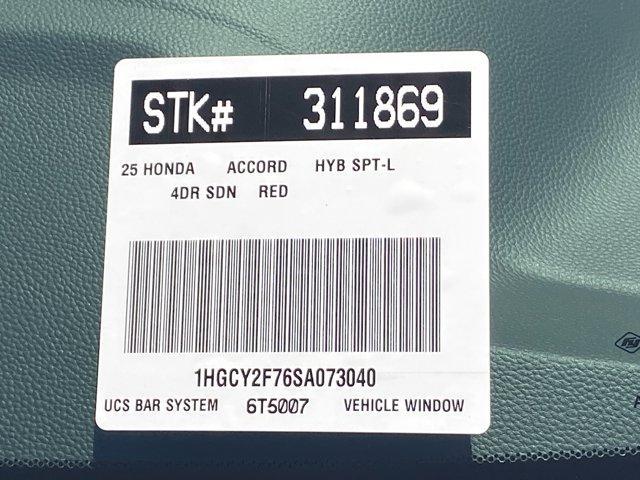 STK# 311869
25 HONDA ACCORD HYB SPT-L
4DR SDN RED
1HGCY2F76SA073040
UCS BAR SYSTEM 6T5007 VEHICLE WINDOW